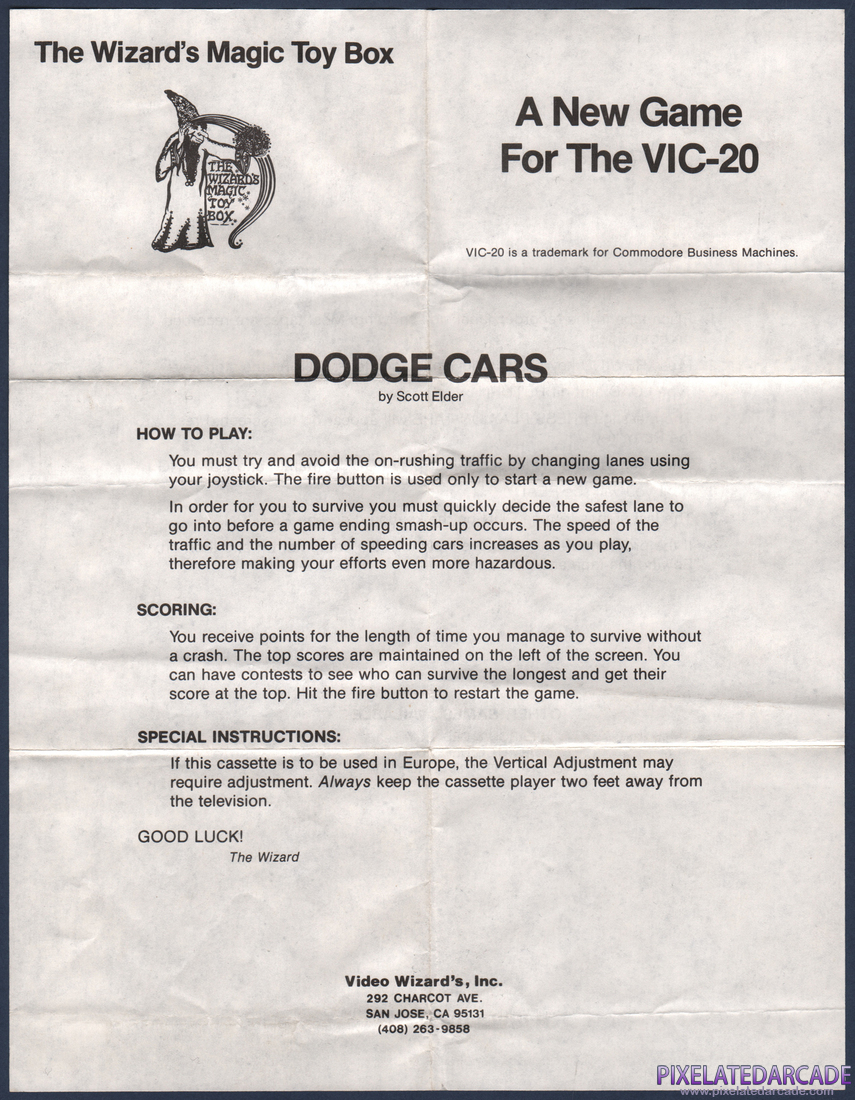 The Wizard's Magic Toy Box
THE
WIZARD'S
MAGIC
TOY
BOX
A New Game
For The VIC-20
VIC-20 is a trademark for Commodore Business Machines.
DODGE CARS
by Scott Elder
HOW TO PLAY:
You must try and avoid the on-rushing traffic by changing lanes using
your joystick. The fire button is used only to start a new game.
In order for you to survive you must quickly decide the safest lane to
go into before a game ending smash-up occurs. The speed of the
traffic and the number of speeding cars increases as you play,
therefore making your efforts even more hazardous.
SCORING:
You receive points for the length of time you manage to survive without
a crash. The top scores are maintained on the left of the screen. You
can have contests to see who can survive the longest and get their
score at the top. Hit the fire button to restart the game.
SPECIAL INSTRUCTIONS:
If this cassette is to be used in Europe, the Vertical Adjustment may
require adjustment. Always keep the cassette player two feet away from
the television.
GOOD LUCK!
The Wizard
Video Wizard's, Inc.
292 CHARCOT AVE.
SAN JOSE, CA 95131
(408) 263-9858
PIXELATEDARCADE
www.pixelatedarcade.com